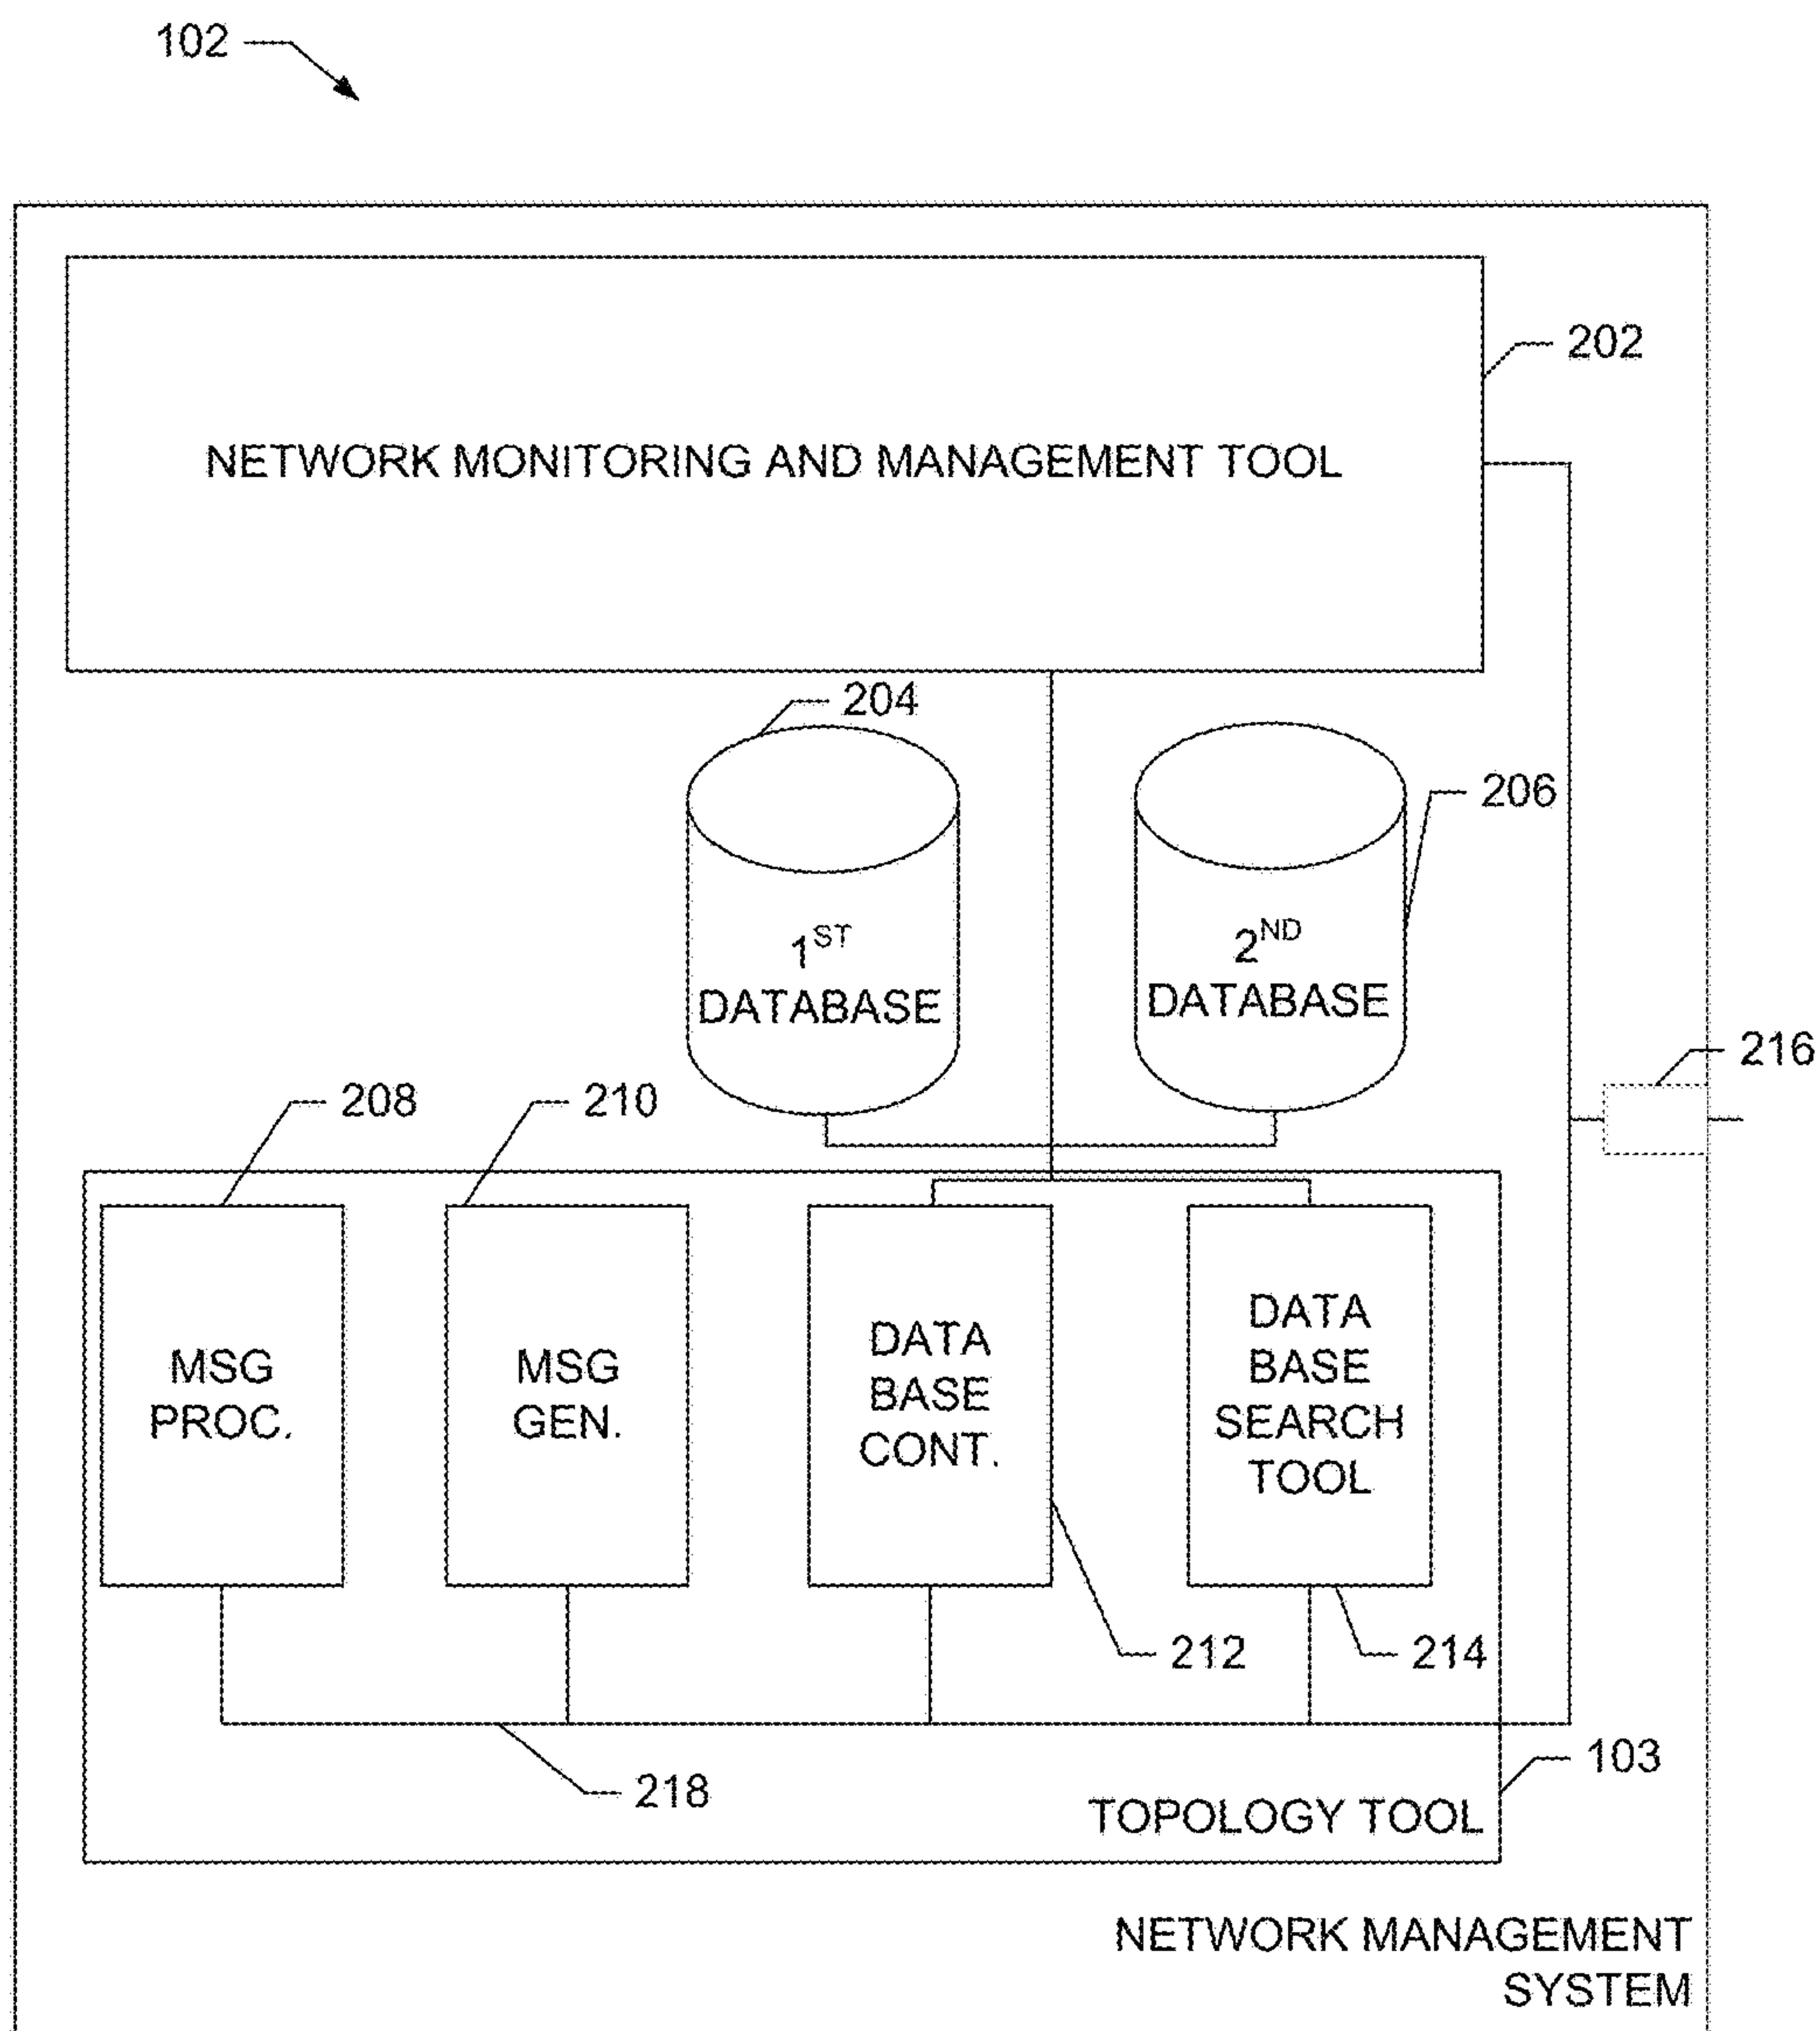 102
202
NETWORK MONITORING AND MANAGEMENT TOOL
204
206
1ST
DATABASE
2ND
DATABASE
216
208
210
MSG
PROC.
MSG
GEN.
DATA
BASE
CONT.
DATA
BASE
SEARCH
TOOL
212
214
218
103
TOPOLOGY TOOL
NETWORK MANAGEMENT
SYSTEM